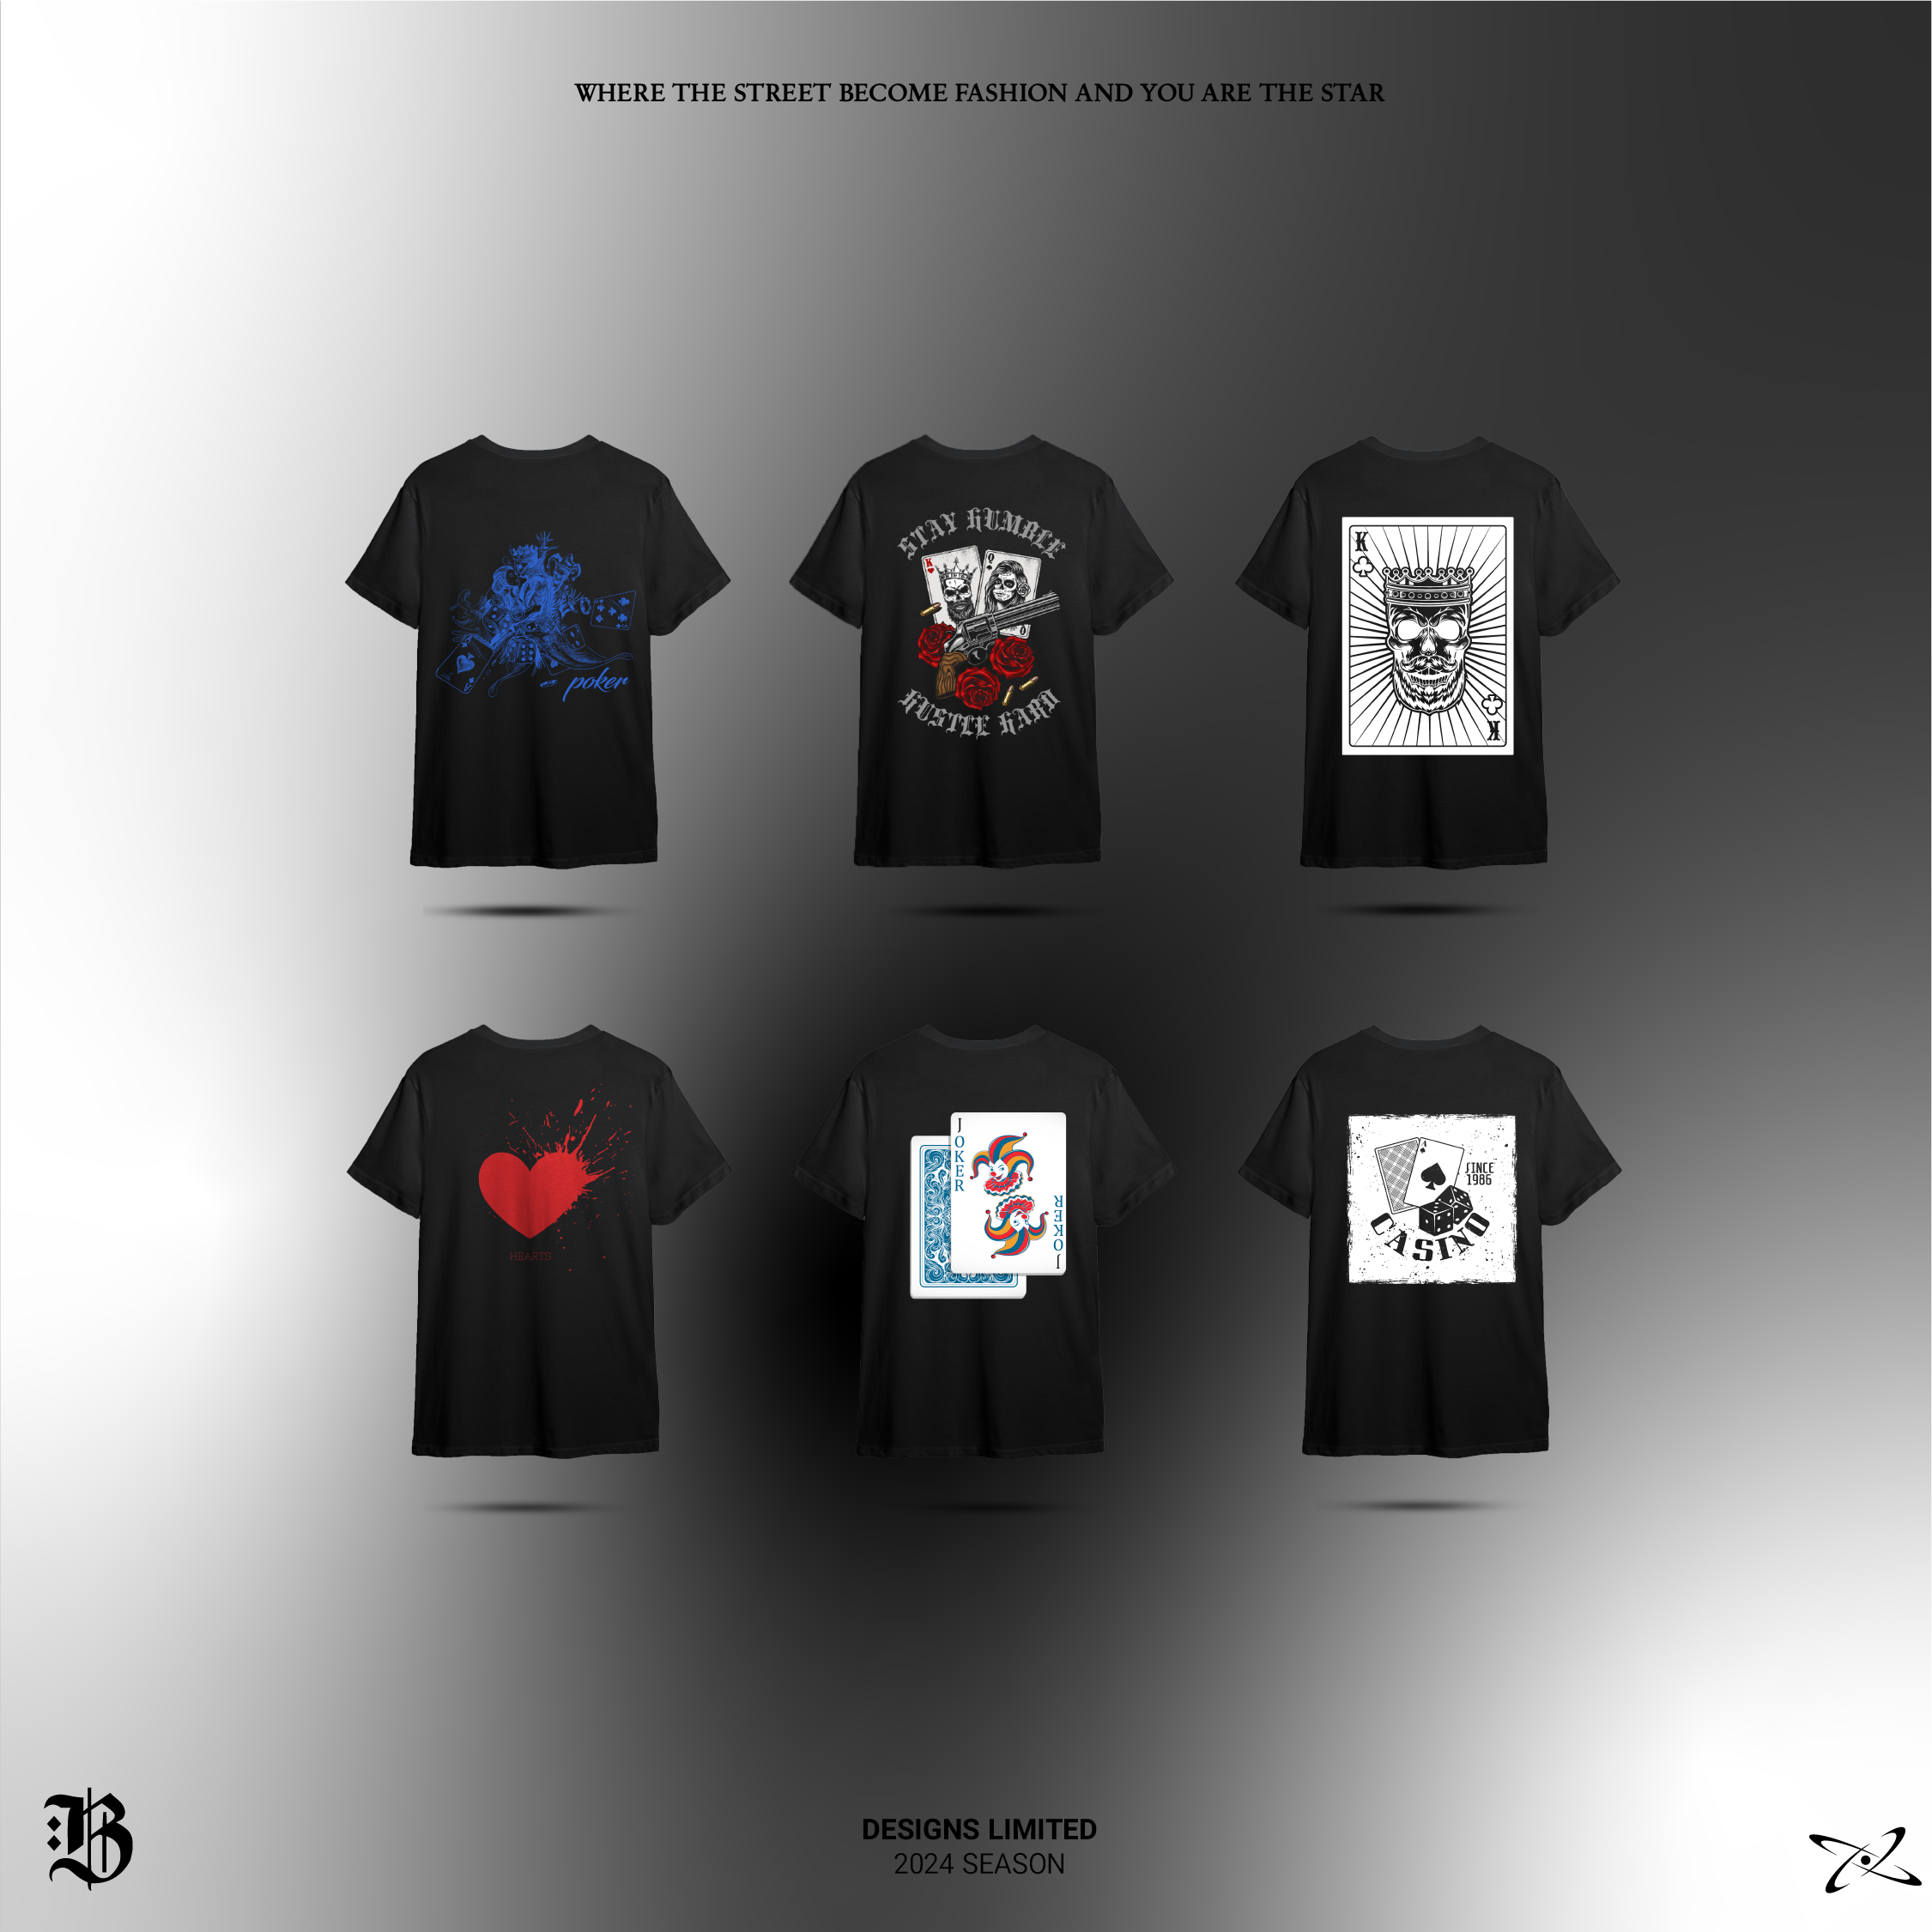 WHERE THE STREET BECOME FASHION AND YOU ARE THE STAR
poker
STAY HUMBLE
K
Q
Q
HUSTLE HARD
K
K
HEARTS
JOKER
JOKER
A
SINCE
1986
CASINO
B
DESIGNS LIMITED
2024 SEASON